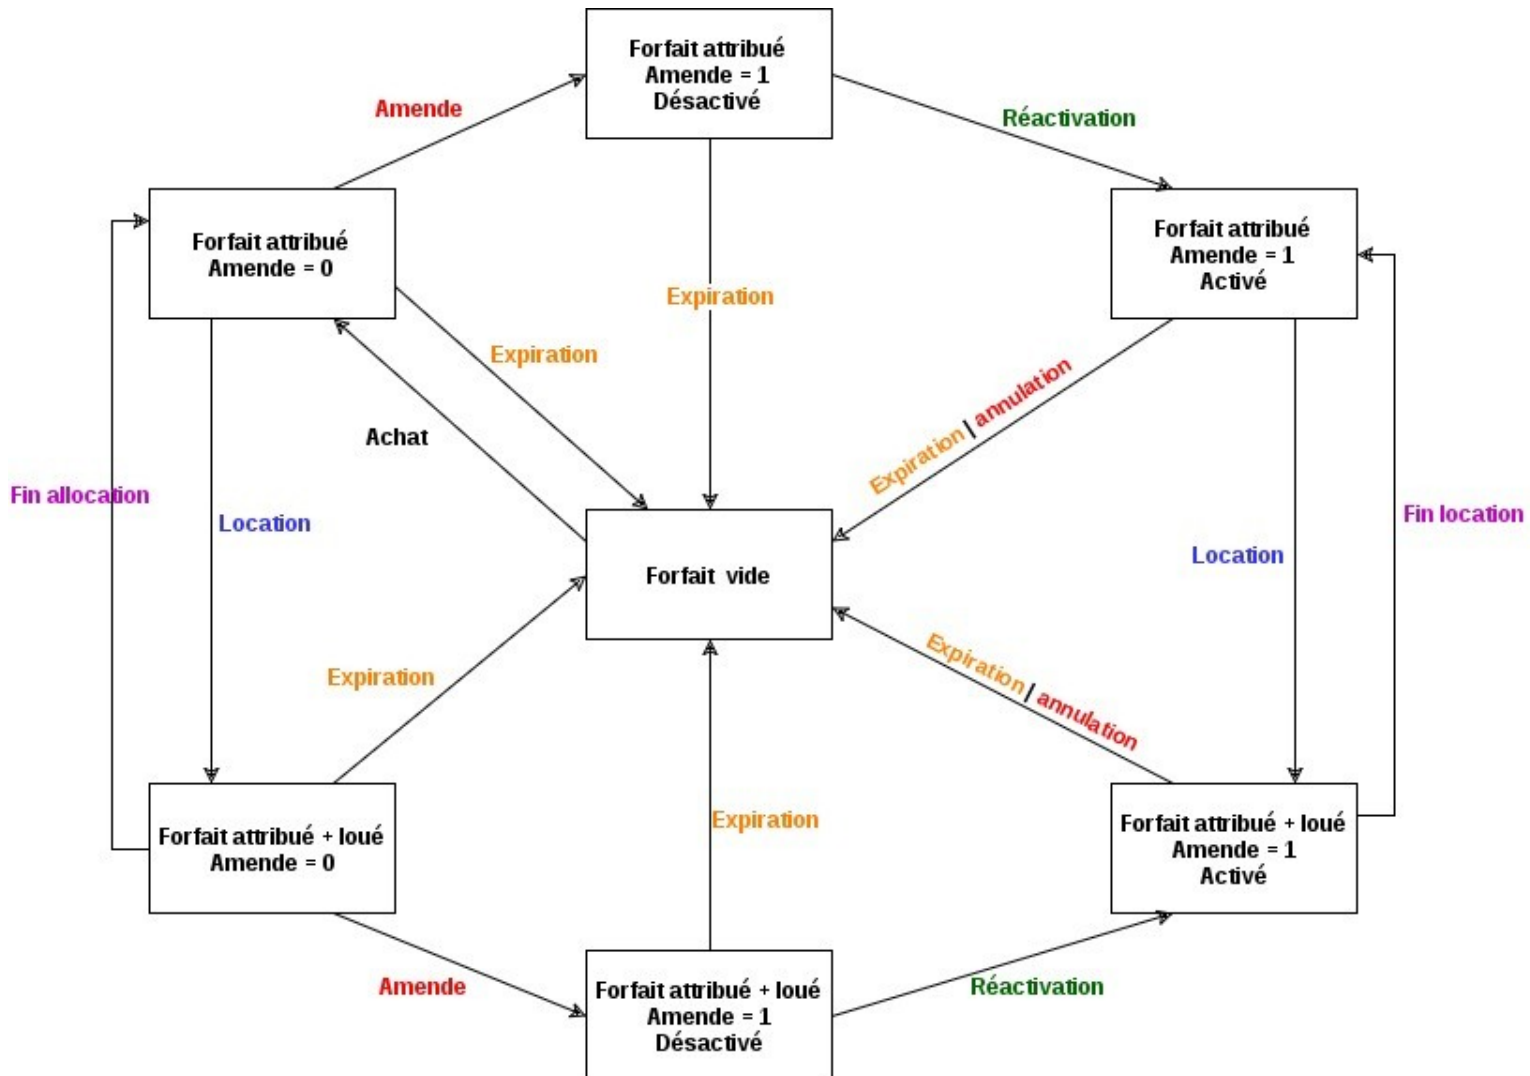 Forfait attribué
Amende = 1
Désactivé
Amende
Réactivation
Forfait attribué
Amende = 0
Forfait attribué
Amende = 1
Activé
Expiration
Expiration
Expiration | annulation
Achat
Fin allocation
Location
Fin location
Location
Forfait vide
Expiration
Expiration | annulation
Expiration
Forfait attribué + loué
Amende = 0
Forfait attribué + loué
Amende = 1
Activé
Amende
Réactivation
Forfait attribué + loué
Amende = 1
Désactivé